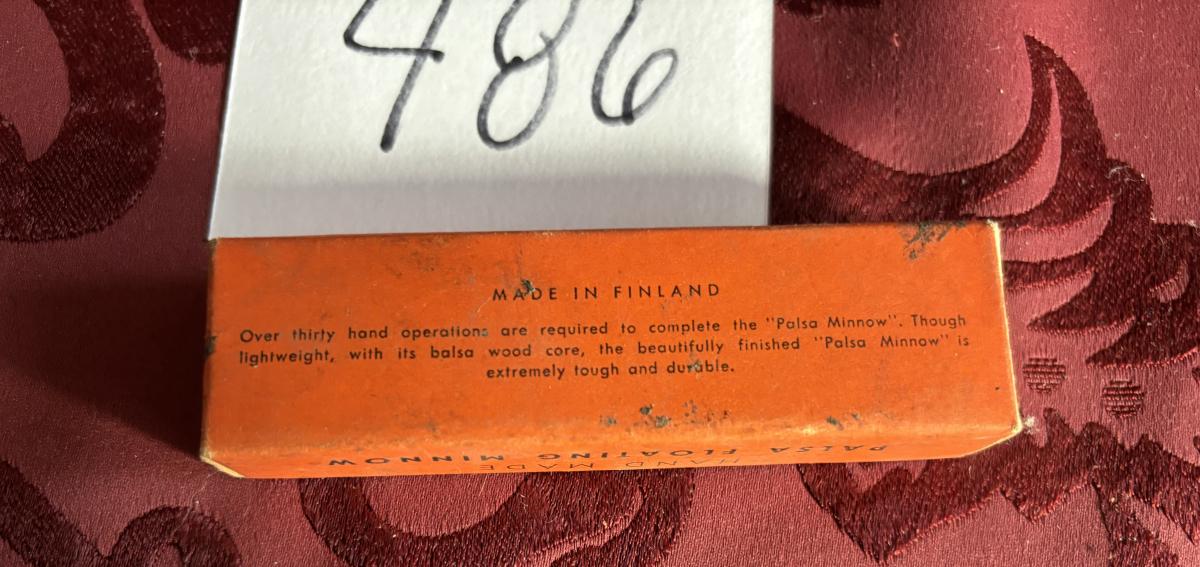 486
MADE IN FINLAND
Over thirty hand operations are required to complete the "Palsa Minnow". Though
lightweight, with its balsa wood core, the beautifully finished "Palsa Minnow" is
extremely tough and durable.
HAND MADE
PALSA FLOATING MINNOW